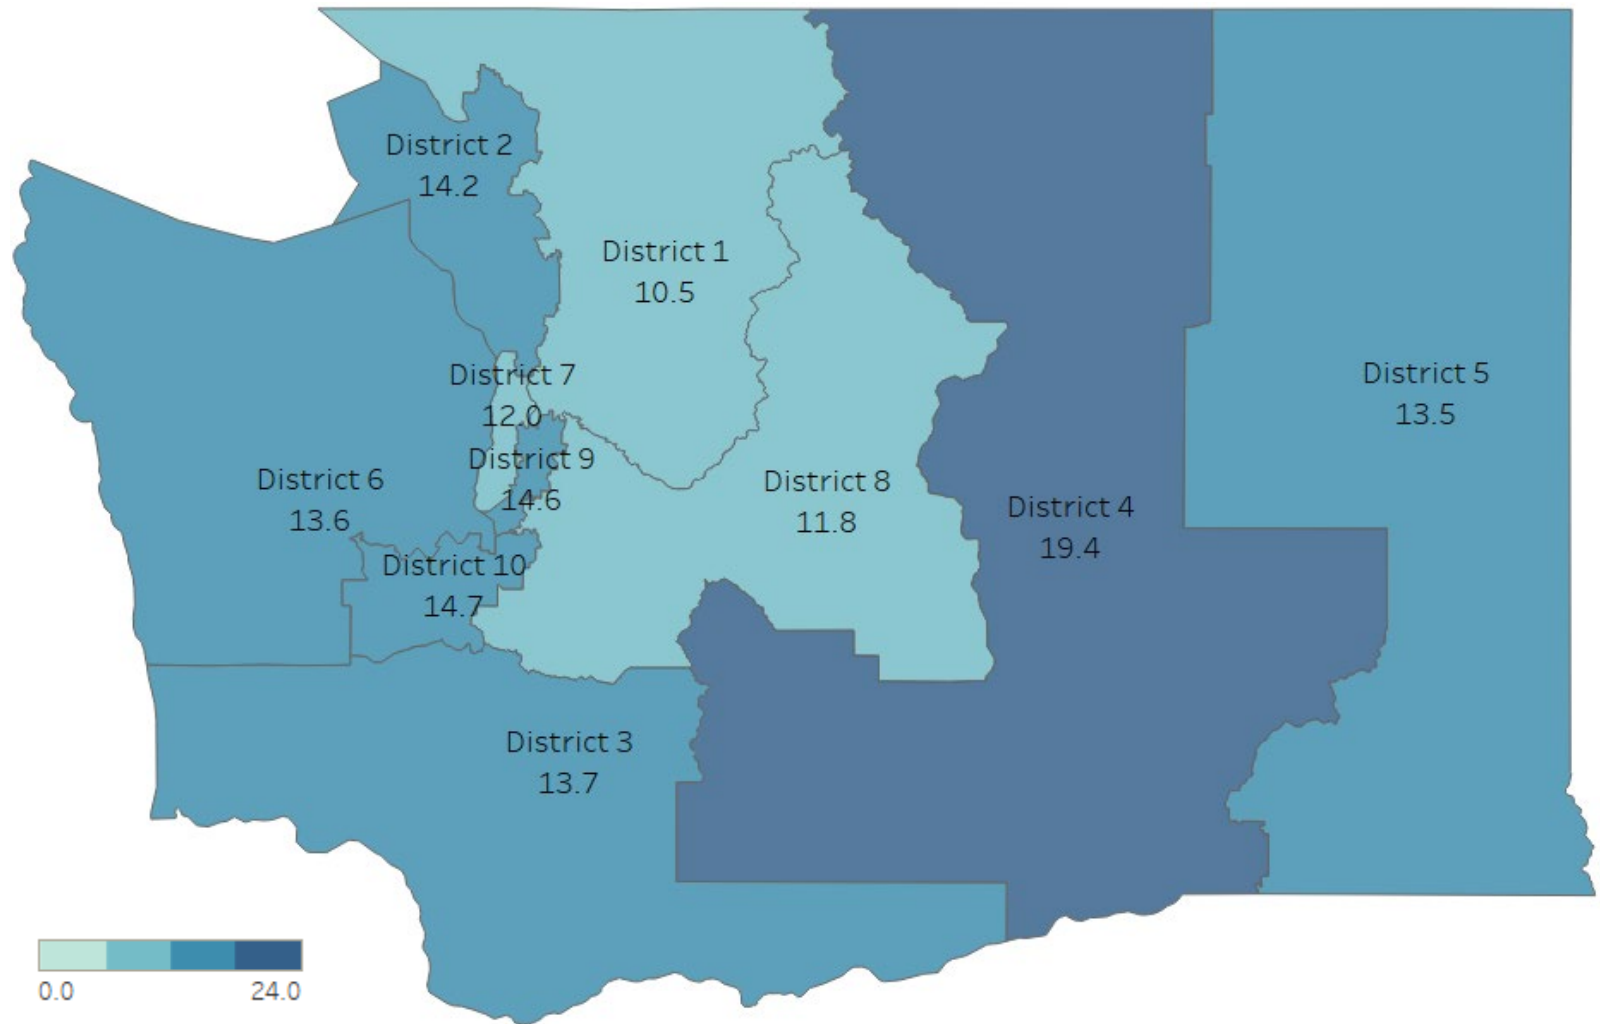 District 2
14.2
District 1
10.5
District 7
12.0
District 5
13.5
District 9
14.6
District 6
13.6
District 8
11.8
District 4
19.4
District 10
14.7
District 3
13.7
0.0 24.0